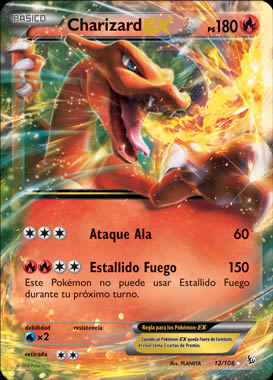 BÁSICO
Charizard EX
PS180
Ataque Ala 60
Estallido Fuego 150
Este Pokémon no puede usar Estallido Fuego
durante tu próximo turno.
debilidad resistencia
×2
Regla para los Pokémon-EX
Cuando un Pokémon-EX queda Fuera de Combate,
el rival toma 2 cartas de Premio.
retirada
Ilus. PLANETA
12/106